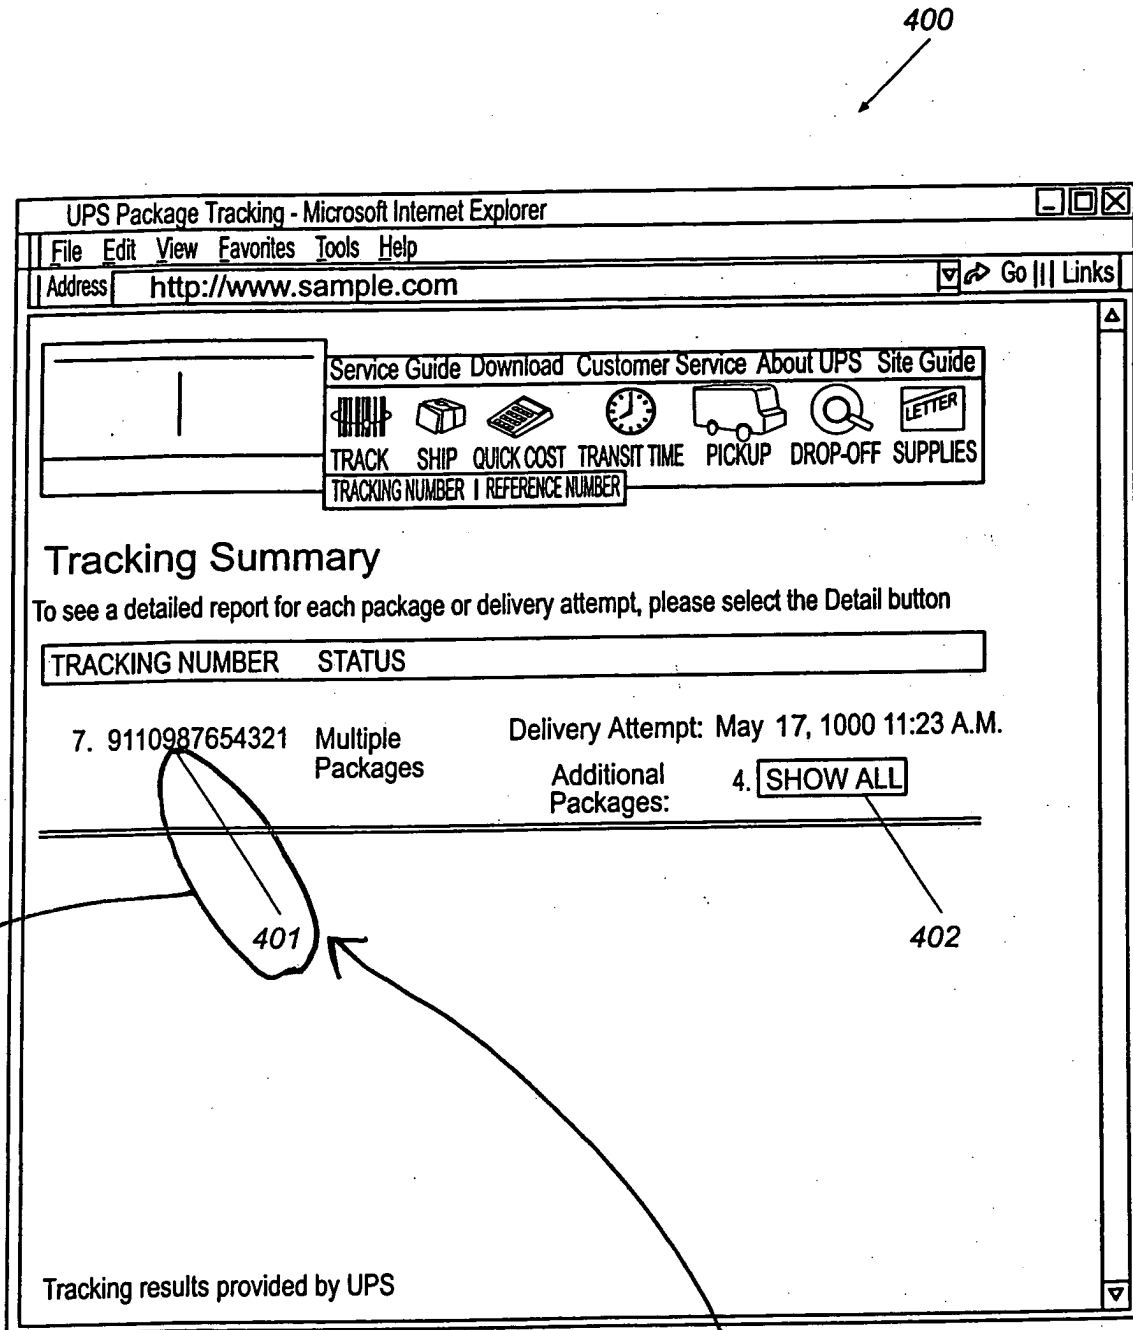 400
UPS Package Tracking - Microsoft Internet Explorer
File Edit View Favorites Tools Help
Address http://www.sample.com Go Links
Service Guide Download Customer Service About UPS Site Guide
LETTER
TRACK SHIP QUICK COST TRANSIT TIME PICKUP DROP-OFF SUPPLIES
TRACKING NUMBER | REFERENCE NUMBER
Tracking Summary
To see a detailed report for each package or delivery attempt, please select the Detail button
TRACKING NUMBER STATUS
7. 9110987654321 Multiple Packages Delivery Attempt: May 17, 1000 11:23 A.M.
Additional Packages: 4. SHOW ALL
401
402
Tracking results provided by UPS